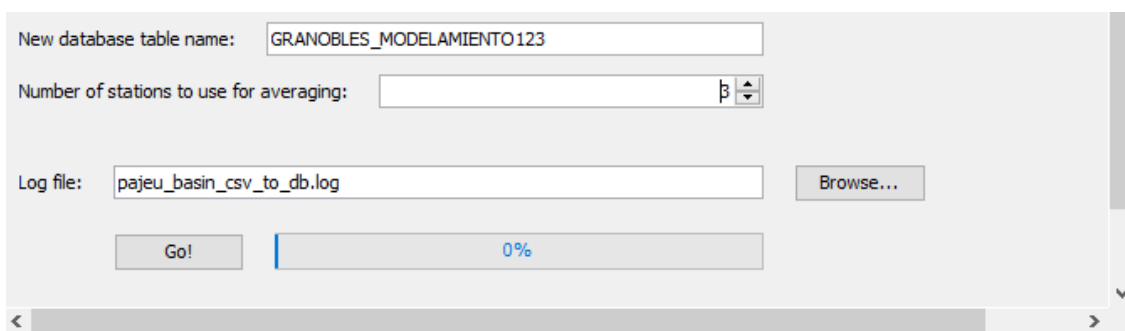 New database table name: GRANOBLES_MODELAMIENTO123
Number of stations to use for averaging: 3
Log file: pajeu_basin_csv_to_db.log Browse...
Go! 0%